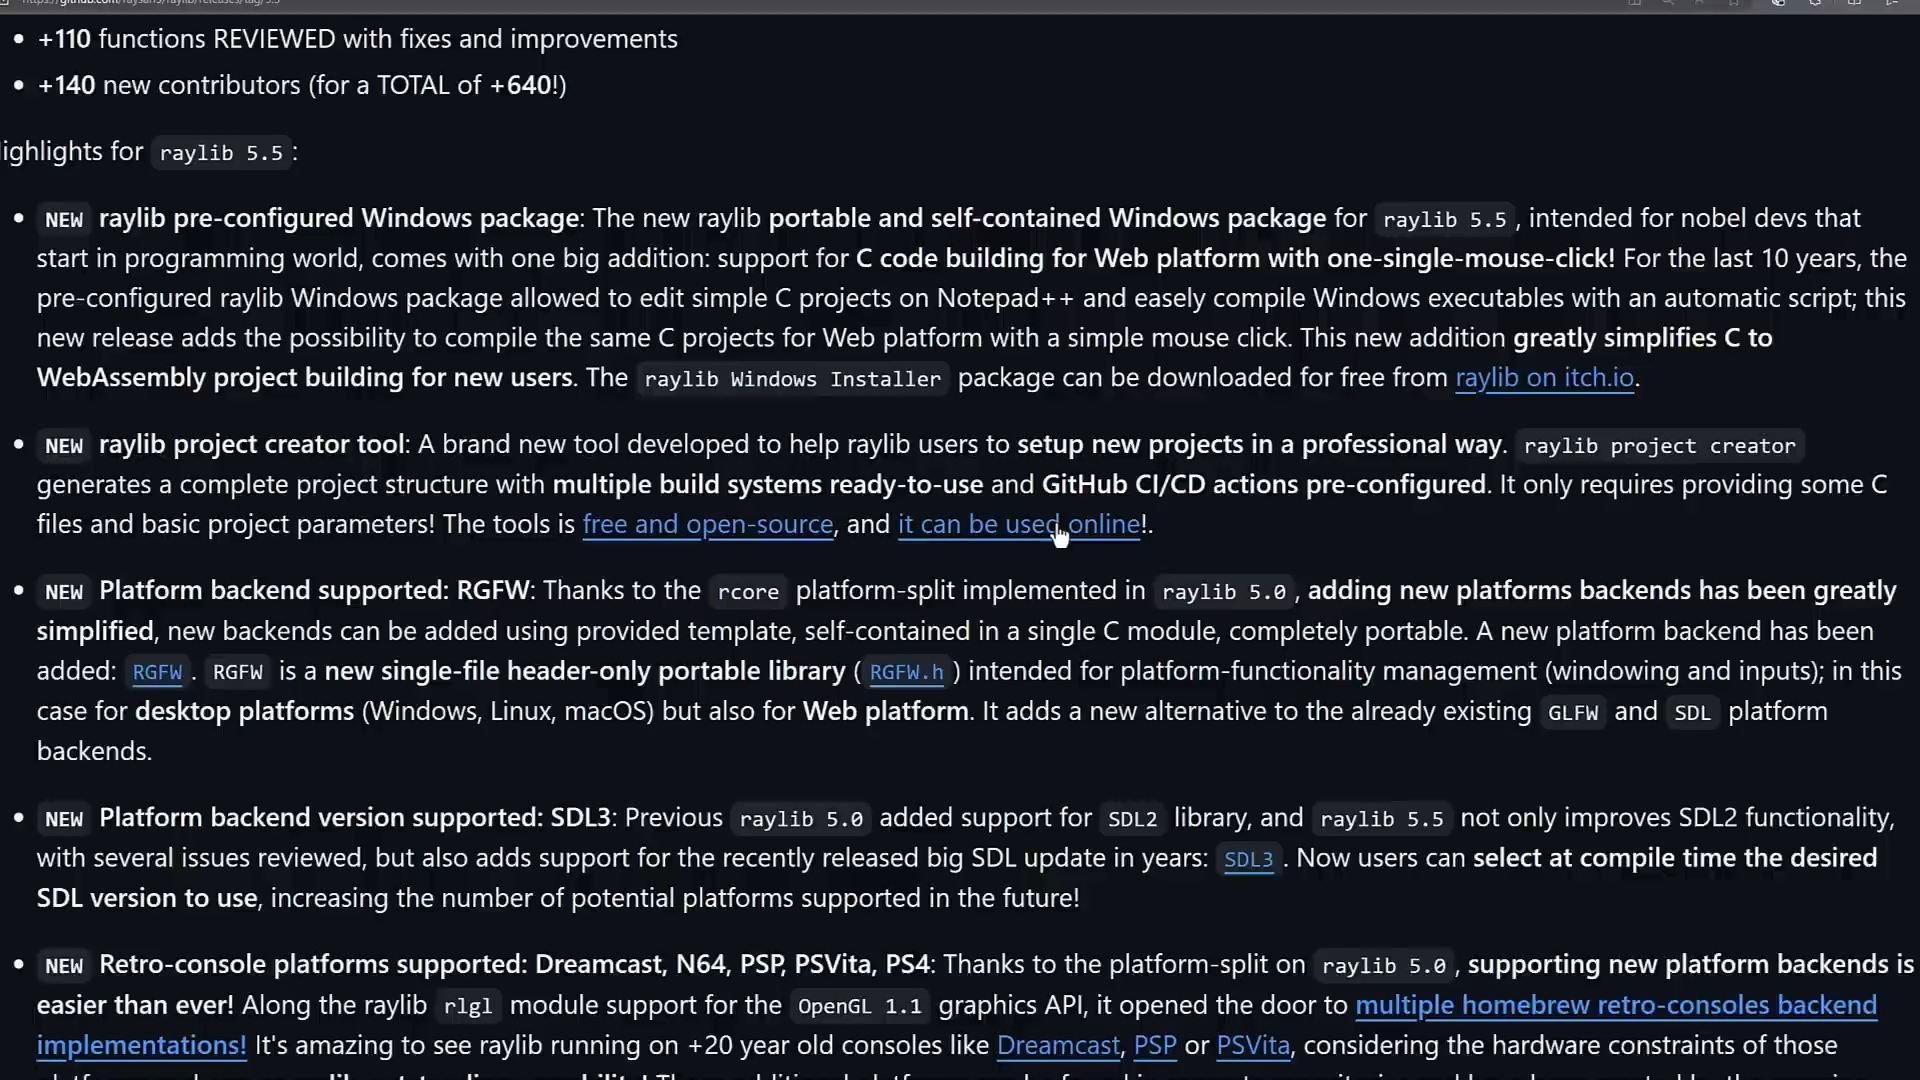 https://github.com/raysan5/raylib/releases/tag/5.5
+110 functions REVIEWED with fixes and improvements
+140 new contributors (for a TOTAL of +640!)
ighlights for raylib 5.5:
NEW raylib pre-configured Windows package: The new raylib portable and self-contained Windows package for raylib 5.5, intended for nobel devs that
start in programming world, comes with one big addition: support for C code building for Web platform with one-single-mouse-click! For the last 10 years, the
pre-configured raylib Windows package allowed to edit simple C projects on Notepad++ and easely compile Windows executables with an automatic script; this
new release adds the possibility to compile the same C projects for Web platform with a simple mouse click. This new addition greatly simplifies C to
WebAssembly project building for new users. The raylib Windows Installer package can be downloaded for free from raylib on itch.io.
NEW raylib project creator tool: A brand new tool developed to help raylib users to setup new projects in a professional way. raylib project creator
generates a complete project structure with multiple build systems ready-to-use and GitHub CI/CD actions pre-configured. It only requires providing some C
files and basic project parameters! The tools is free and open-source, and it can be used online!.
NEW Platform backend supported: RGFW: Thanks to the rcore platform-split implemented in raylib 5.0, adding new platforms backends has been greatly
simplified, new backends can be added using provided template, self-contained in a single C module, completely portable. A new platform backend has been
added: RGFW. RGFW is a new single-file header-only portable library (RGFW.h) intended for platform-functionality management (windowing and inputs); in this
case for desktop platforms (Windows, Linux, macOS) but also for Web platform. It adds a new alternative to the already existing GLFW and SDL platform
backends.
NEW Platform backend version supported: SDL3: Previous raylib 5.0 added support for SDL2 library, and raylib 5.5 not only improves SDL2 functionality,
with several issues reviewed, but also adds support for the recently released big SDL update in years: SDL3. Now users can select at compile time the desired
SDL version to use, increasing the number of potential platforms supported in the future!
NEW Retro-console platforms supported: Dreamcast, N64, PSP, PSVita, PS4: Thanks to the platform-split on raylib 5.0, supporting new platform backends is
easier than ever! Along the raylib rlgl module support for the OpenGL 1.1 graphics API, it opened the door to multiple homebrew retro-consoles backend
implementations! It's amazing to see raylib running on +20 year old consoles like Dreamcast, PSP or PSVita, considering the hardware constraints of those